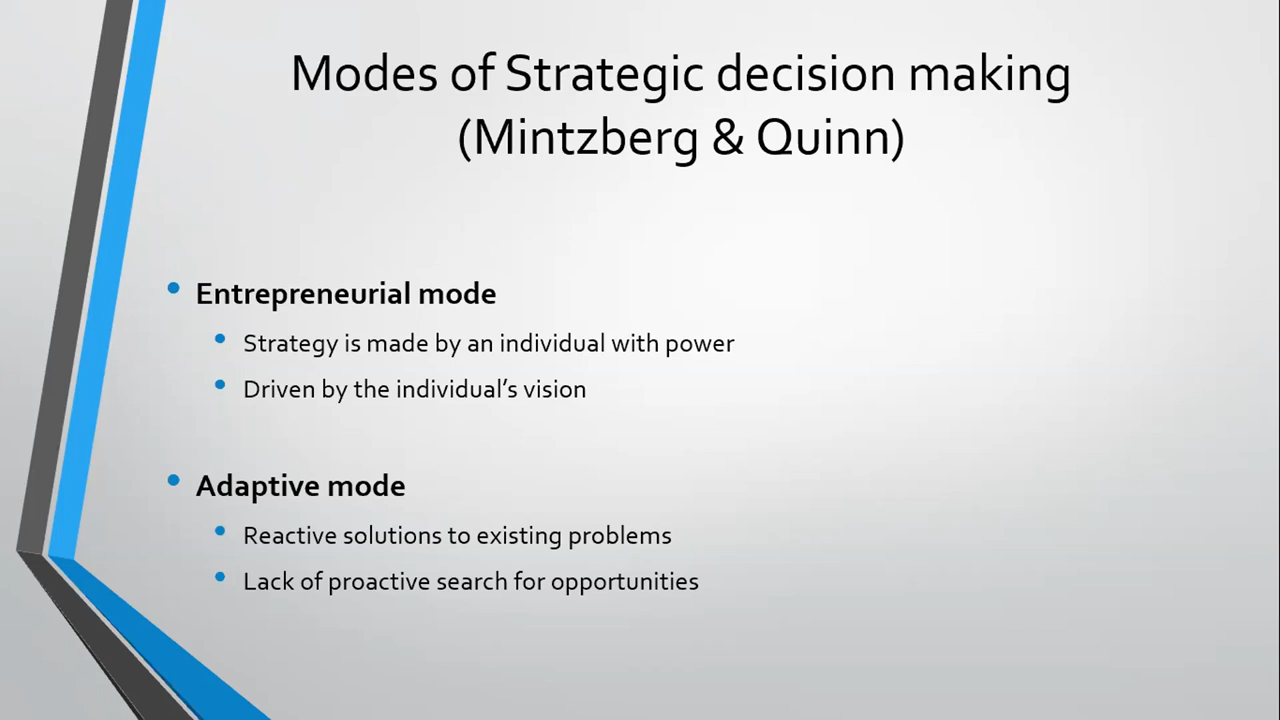 Modes of Strategic decision making
(Mintzberg & Quinn)
• Entrepreneurial mode
• Strategy is made by an individual with power
• Driven by the individual’s vision
• Adaptive mode
• Reactive solutions to existing problems
• Lack of proactive search for opportunities